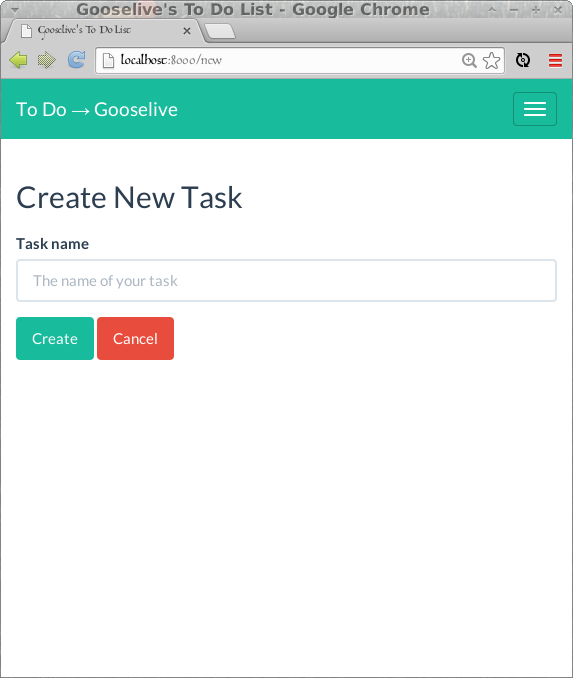 Gooselive's To Do List - Google Chrome
Gooselive's To Do List
localhost:8000/new
To Do → Gooselive
Create New Task
Task name
The name of your task
Create Cancel